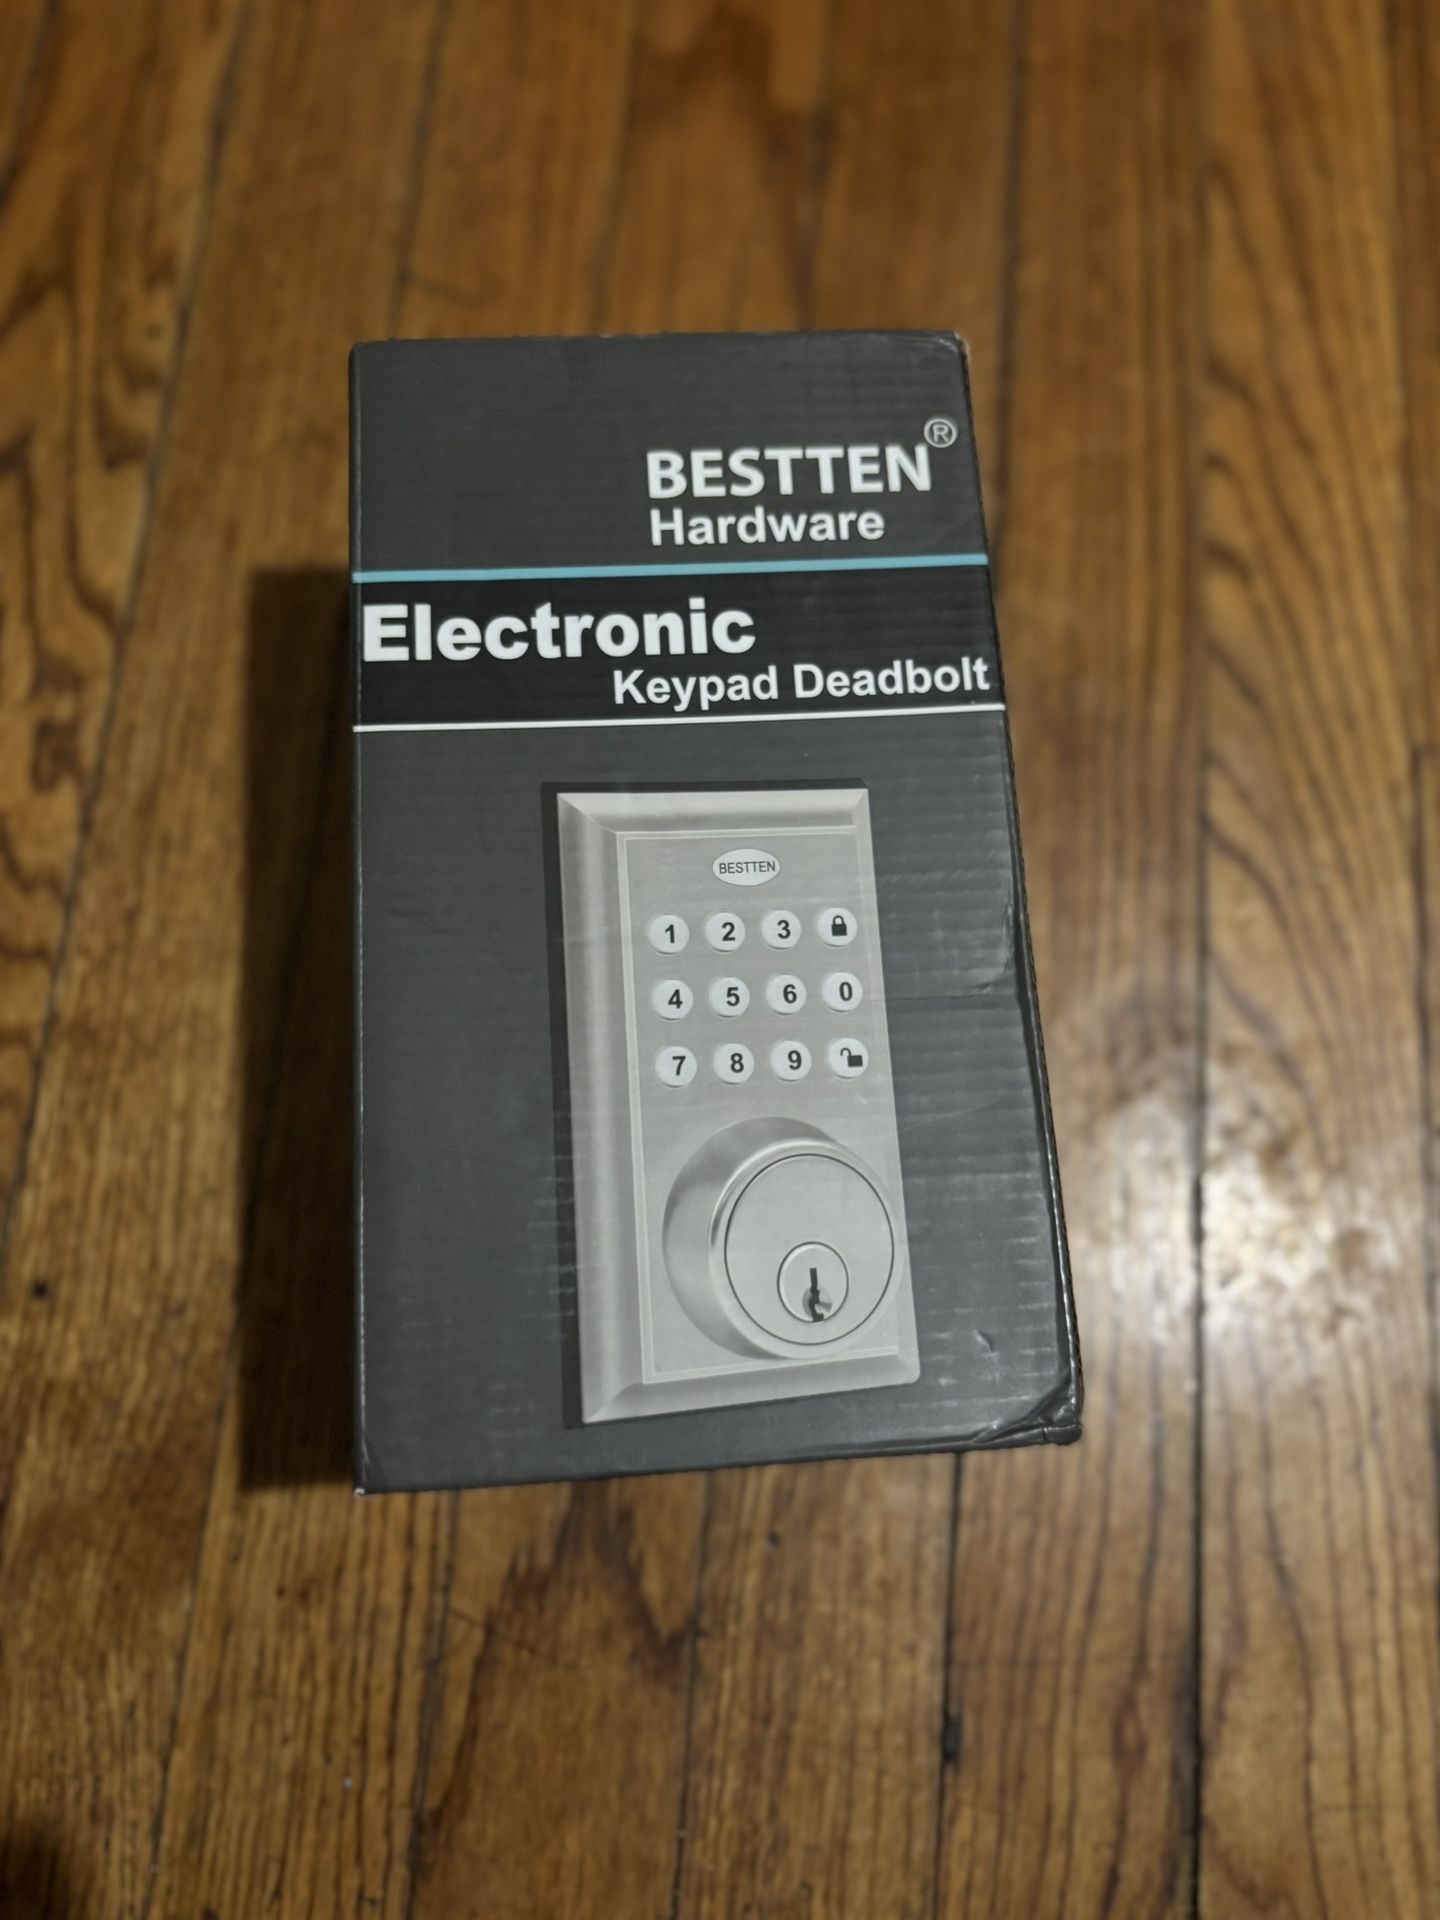 BESTTEN®
Hardware
Electronic
Keypad Deadbolt
BESTTEN
1 2 3
4 5 6 0
7 8 9